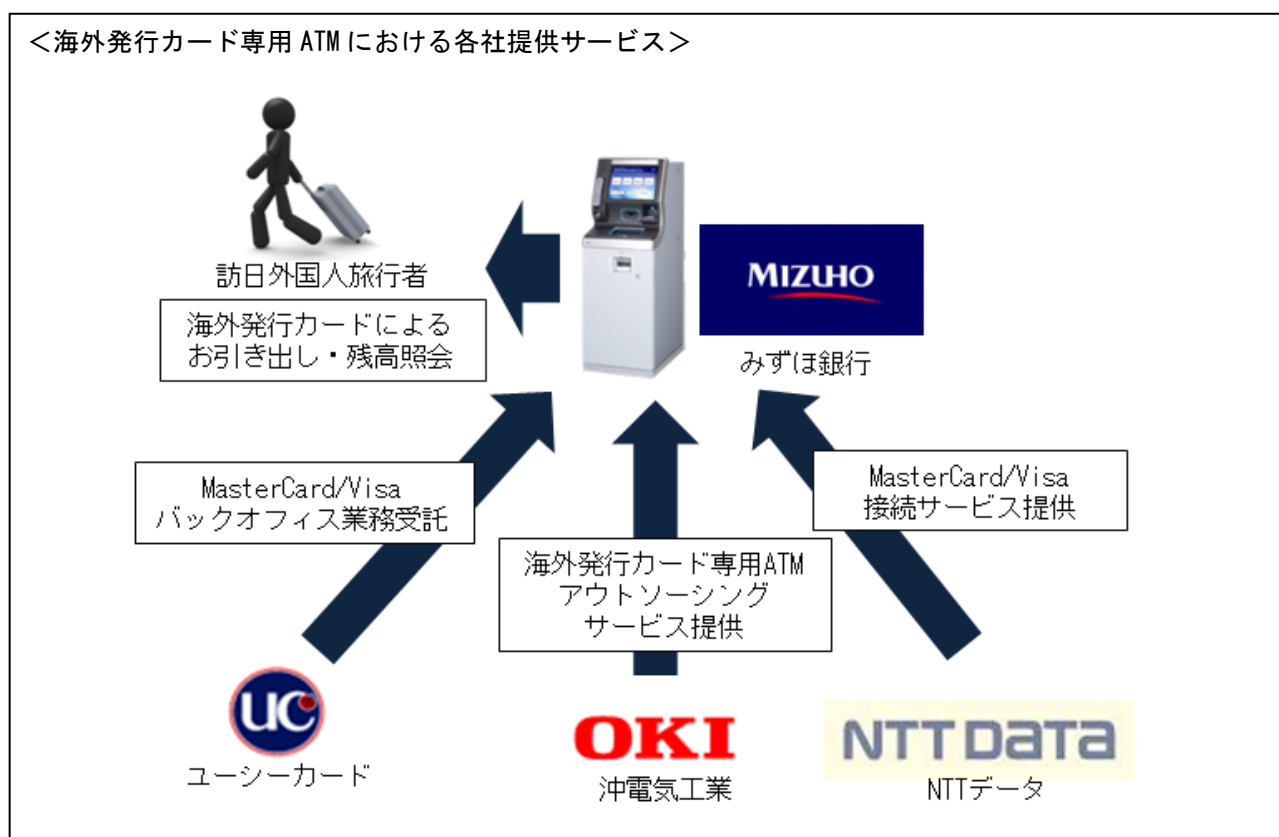 ＜海外発行カード専用 ATM における各社提供サービス＞
訪日外国人旅行者
海外発行カードによる
お引き出し・残高照会
MIZUHO
みずほ銀行
MasterCard/Visa
バックオフィス業務受託
海外発行カード専用ATM
アウトソーシング
サービス提供
MasterCard/Visa
接続サービス提供
UC
ユーシーカード
OKI
沖電気工業
NTT DATA
NTTデータ